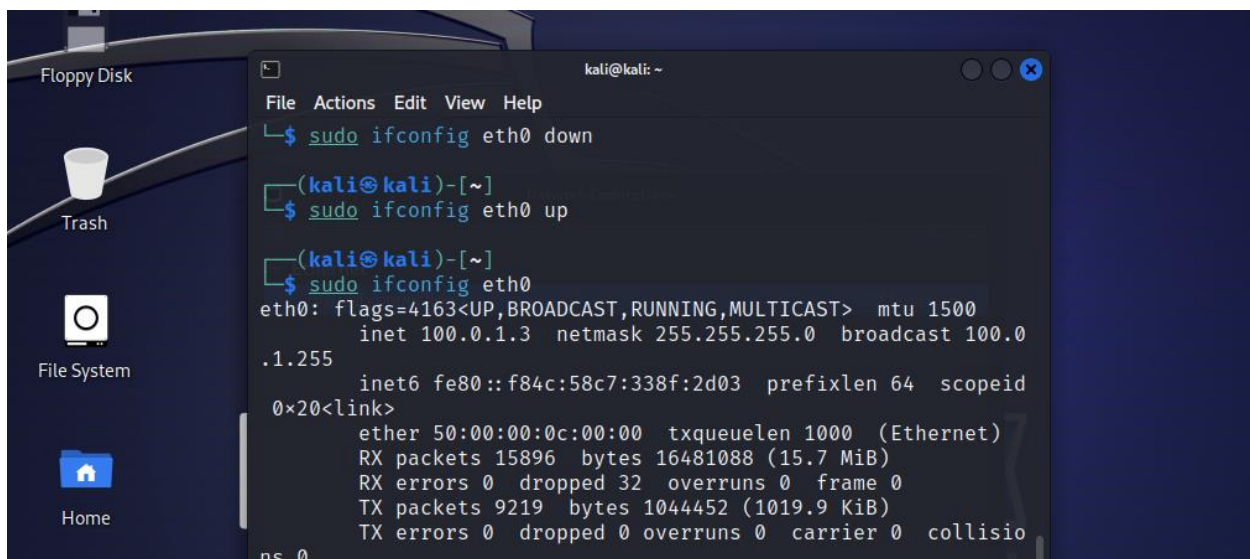 kali@kali: ~
File Actions Edit View Help
└─$ sudo ifconfig eth0 down
┌──(kali㉿kali)-[~]
└─$ sudo ifconfig eth0 up
┌──(kali㉿kali)-[~]
└─$ sudo ifconfig eth0
eth0: flags=4163<UP,BROADCAST,RUNNING,MULTICAST>  mtu 1500
        inet 100.0.1.3  netmask 255.255.255.0  broadcast 100.0
.1.255
        inet6 fe80::f84c:58c7:338f:2d03  prefixlen 64  scopeid
 0×20<link>
        ether 50:00:00:0c:00:00  txqueuelen 1000  (Ethernet)
        RX packets 15896  bytes 16481088 (15.7 MiB)
        RX errors 0  dropped 32  overruns 0  frame 0
        TX packets 9219  bytes 1044452 (1019.9 KiB)
        TX errors 0  dropped 0 overruns 0  carrier 0  collisio
ns 0
Floppy Disk
Trash
File System
Home